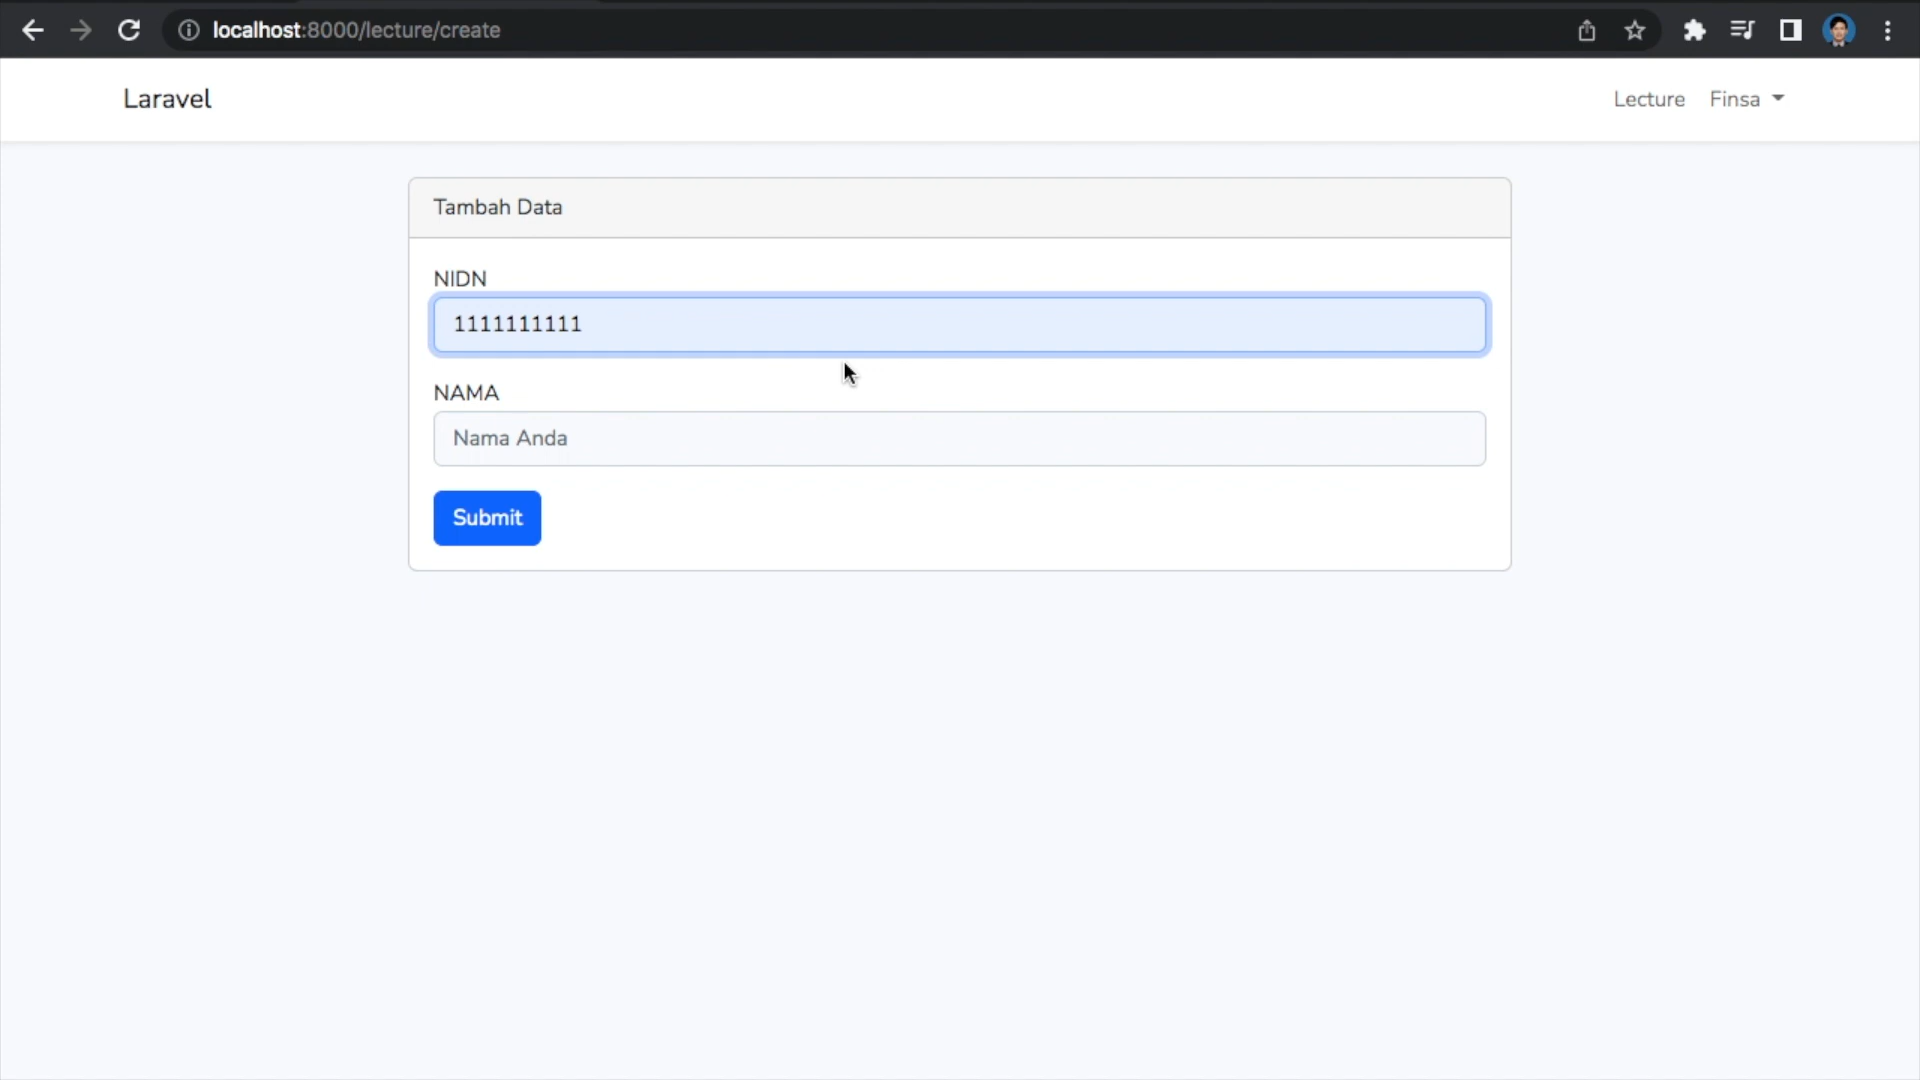 localhost:8000/lecture/create
Laravel
Lecture
Finsa
Tambah Data
NIDN
1111111111
NAMA
Nama Anda
Submit